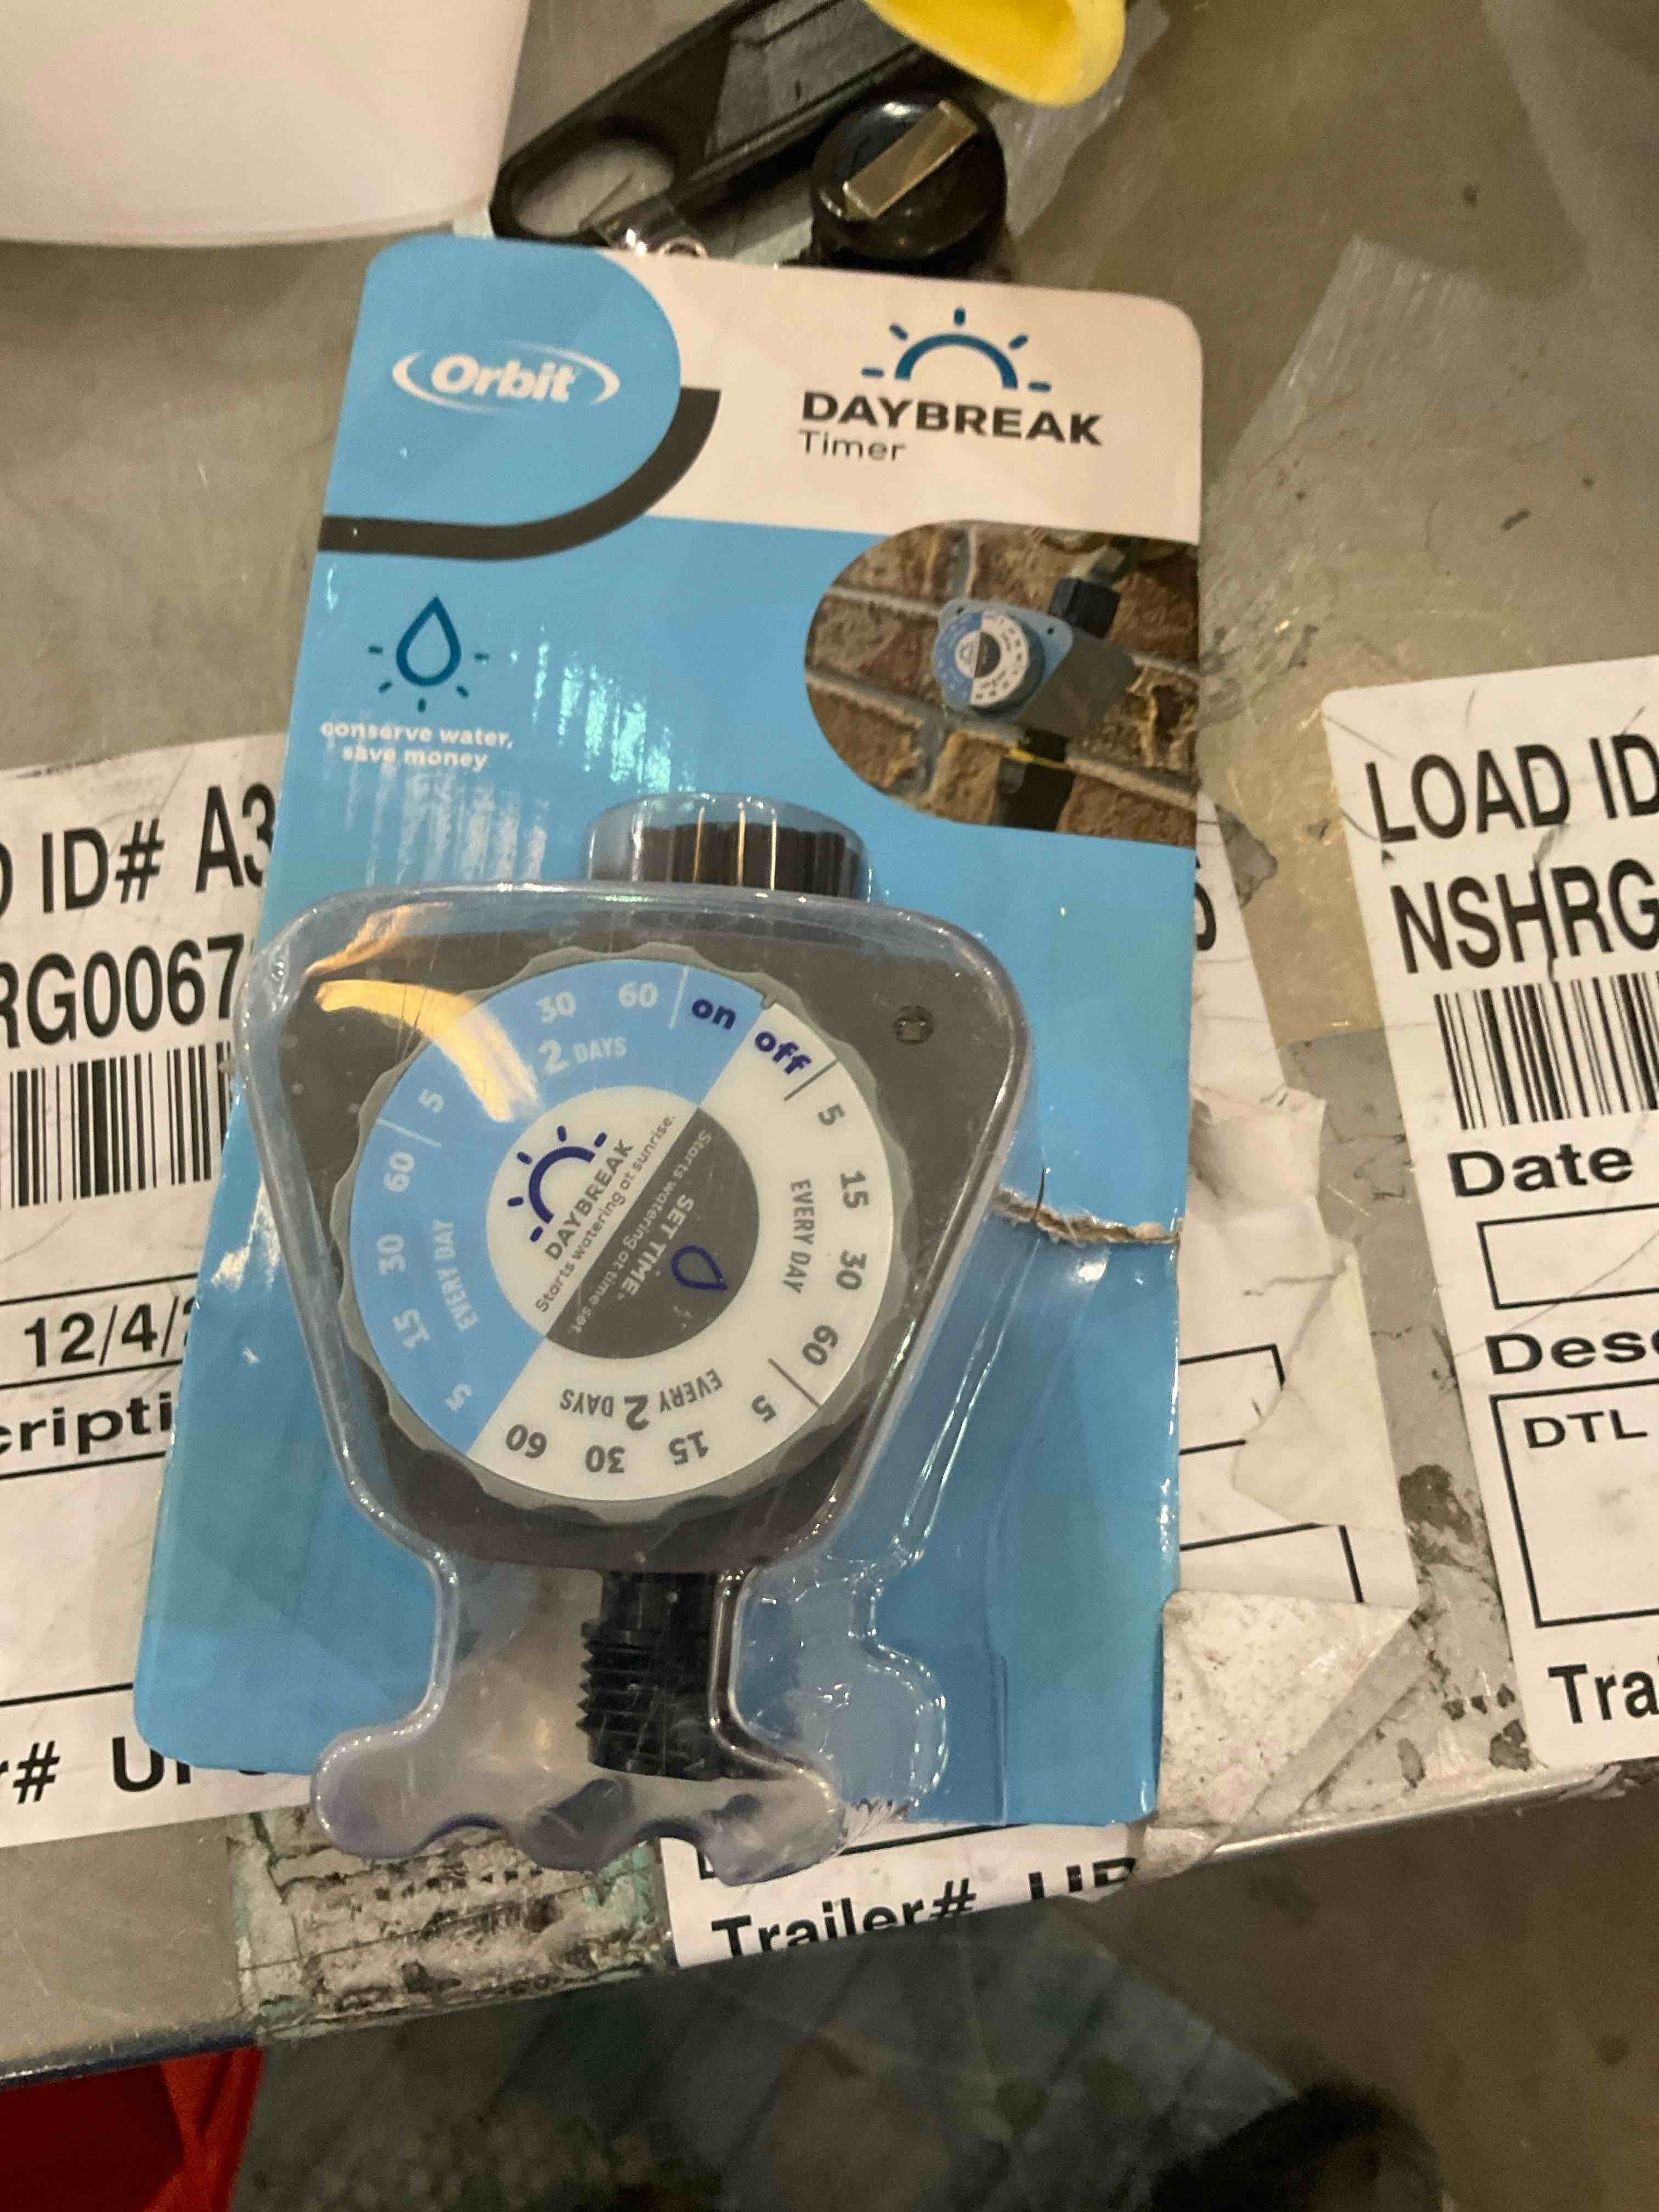 Orbit
DAYBREAK
Timer
conserve water,
save money
on
off
5
15
30
60
EVERY DAY
5
15
30
60
EVERY 2 DAYS
5
15
30
60
EVERY DAY
5
30
60
2 DAYS
DAYBREAK
Starts watering at sunrise.
SET TIME
Starts watering at time set.
ID# A3
RG0067
12/4/
cripti
r#
Trailer#
LOAD ID
NSHRG
Date
Desc
DTL
Trai